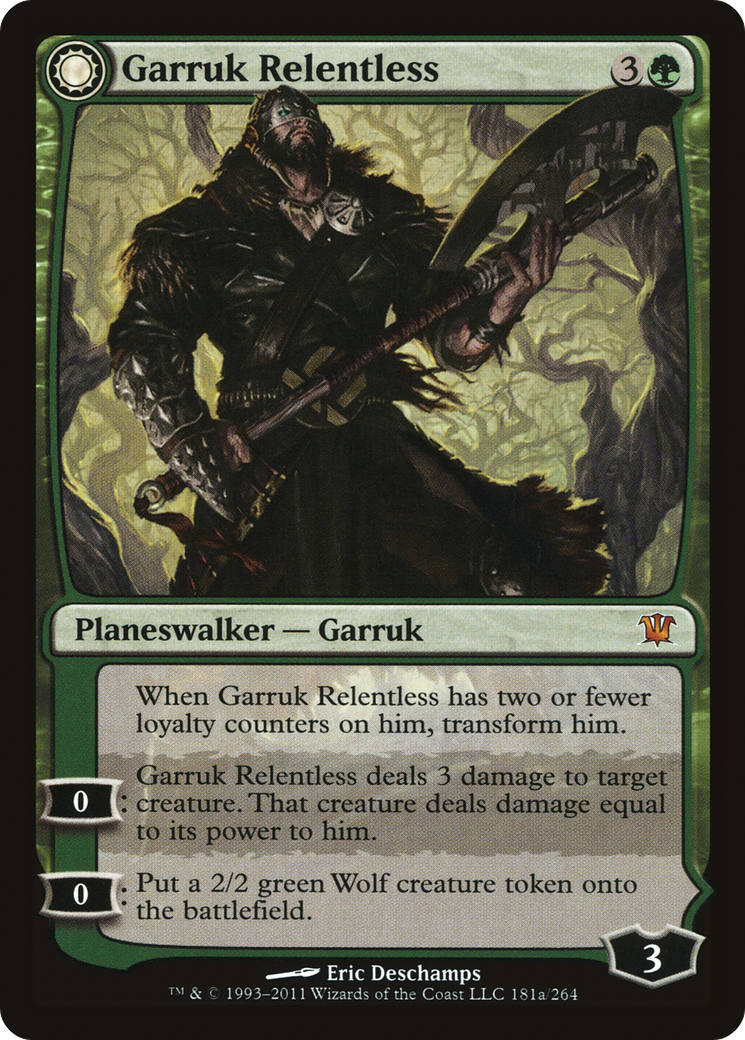 Garruk Relentless 3
Planeswalker — Garruk
When Garruk Relentless has two or fewer
loyalty counters on him, transform him.
0 : Garruk Relentless deals 3 damage to target
creature. That creature deals damage equal
to its power to him.
0 : Put a 2/2 green Wolf creature token onto
the battlefield.
3
Eric Deschamps
™ & © 1993–2011 Wizards of the Coast LLC 181a/264